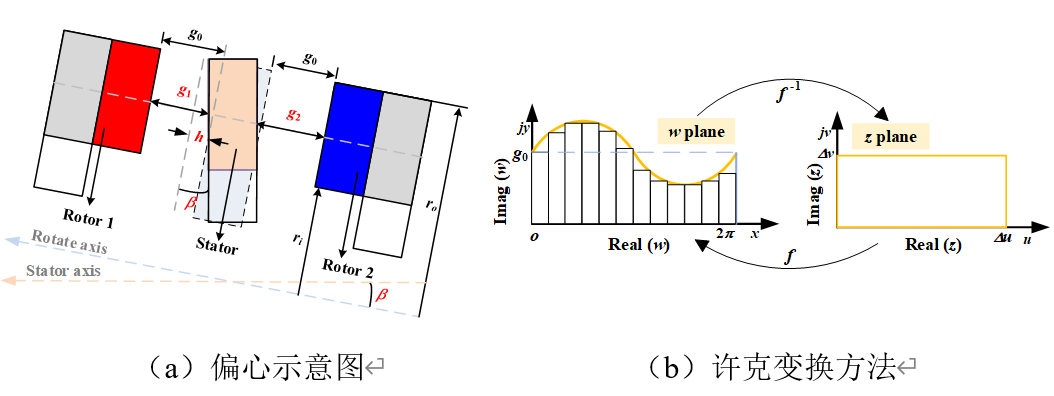 g₀
g₀
g₁
g₂
h
β
Rotor 1
Stator
Rotor 2
rᵢ
rₒ
Rotate axis
Stator axis
β
(a)偏心示意图
f⁻¹
jy
w plane
g₀
Imag (w)
o
Real (w)
2π
x
f
jv
z plane
Δv
Imag (z)
Real (z)
Δu
u
(b)许克变换方法